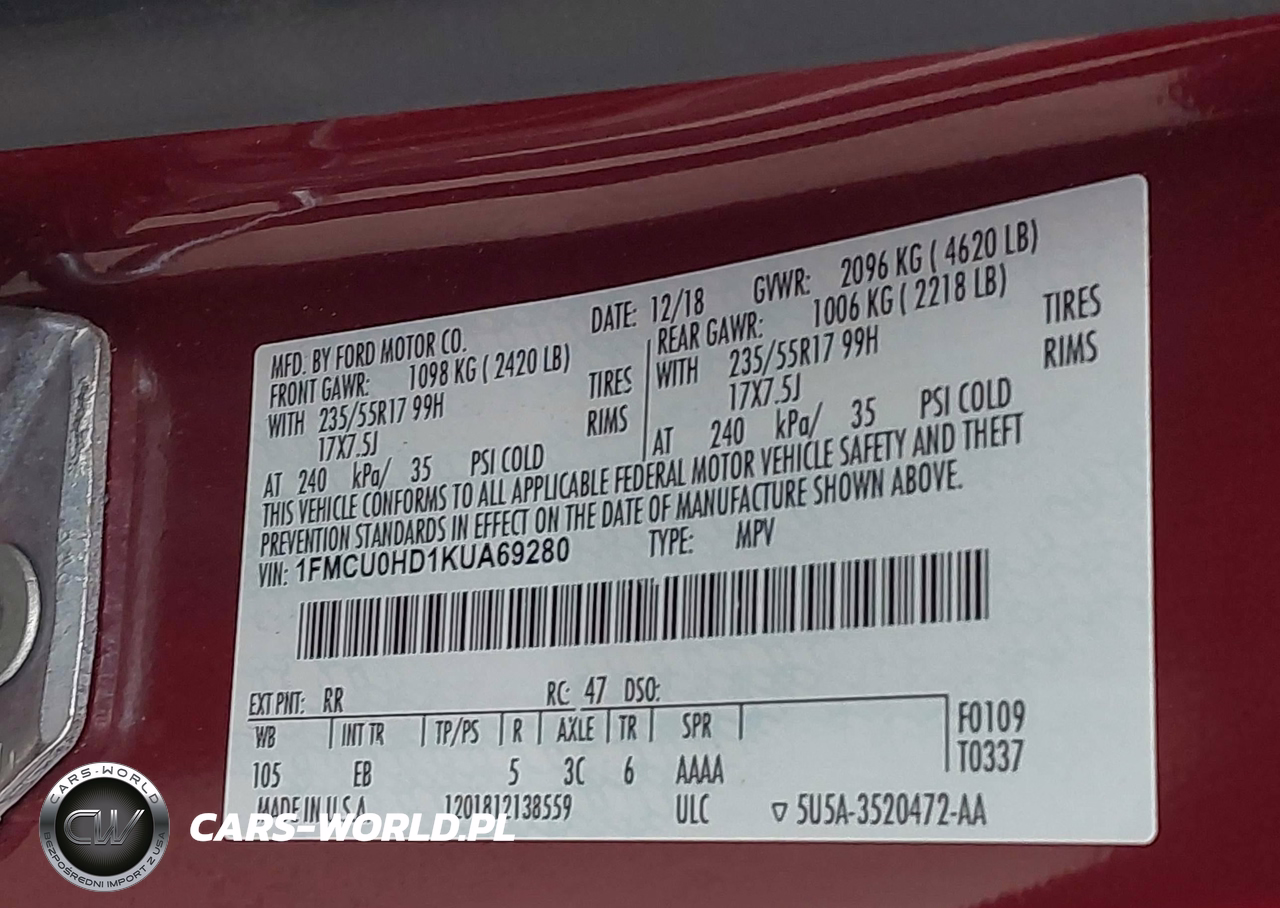 MFD. BY FORD MOTOR CO. DATE: 12/18 GVWR: 2096 KG ( 4620 LB)
FRONT GAWR: 1098 KG ( 2420 LB) REAR GAWR: 1006 KG ( 2218 LB)
WITH 235/55R17 99H TIRES WITH 235/55R17 99H TIRES
17X7.5J RIMS 17X7.5J RIMS
AT 240 kPa/ 35 PSI COLD AT 240 kPa/ 35 PSI COLD
THIS VEHICLE CONFORMS TO ALL APPLICABLE FEDERAL MOTOR VEHICLE SAFETY AND THEFT
PREVENTION STANDARDS IN EFFECT ON THE DATE OF MANUFACTURE SHOWN ABOVE.
VIN: 1FMCU0HD1KUA69280 TYPE: MPV
EXT PNT: RR RC: 47 DSO:
WB INT TR TP/PS R AXLE TR SPR F0109
105 EB 5 3C 6 AAAA T0337
MADE IN U.S.A. 1201812138559 ULC ▽ 5U5A-3520472-AA
CARS-WORLD
CW
BEZPOŚREDNI IMPORT Z USA
CARS-WORLD.PL